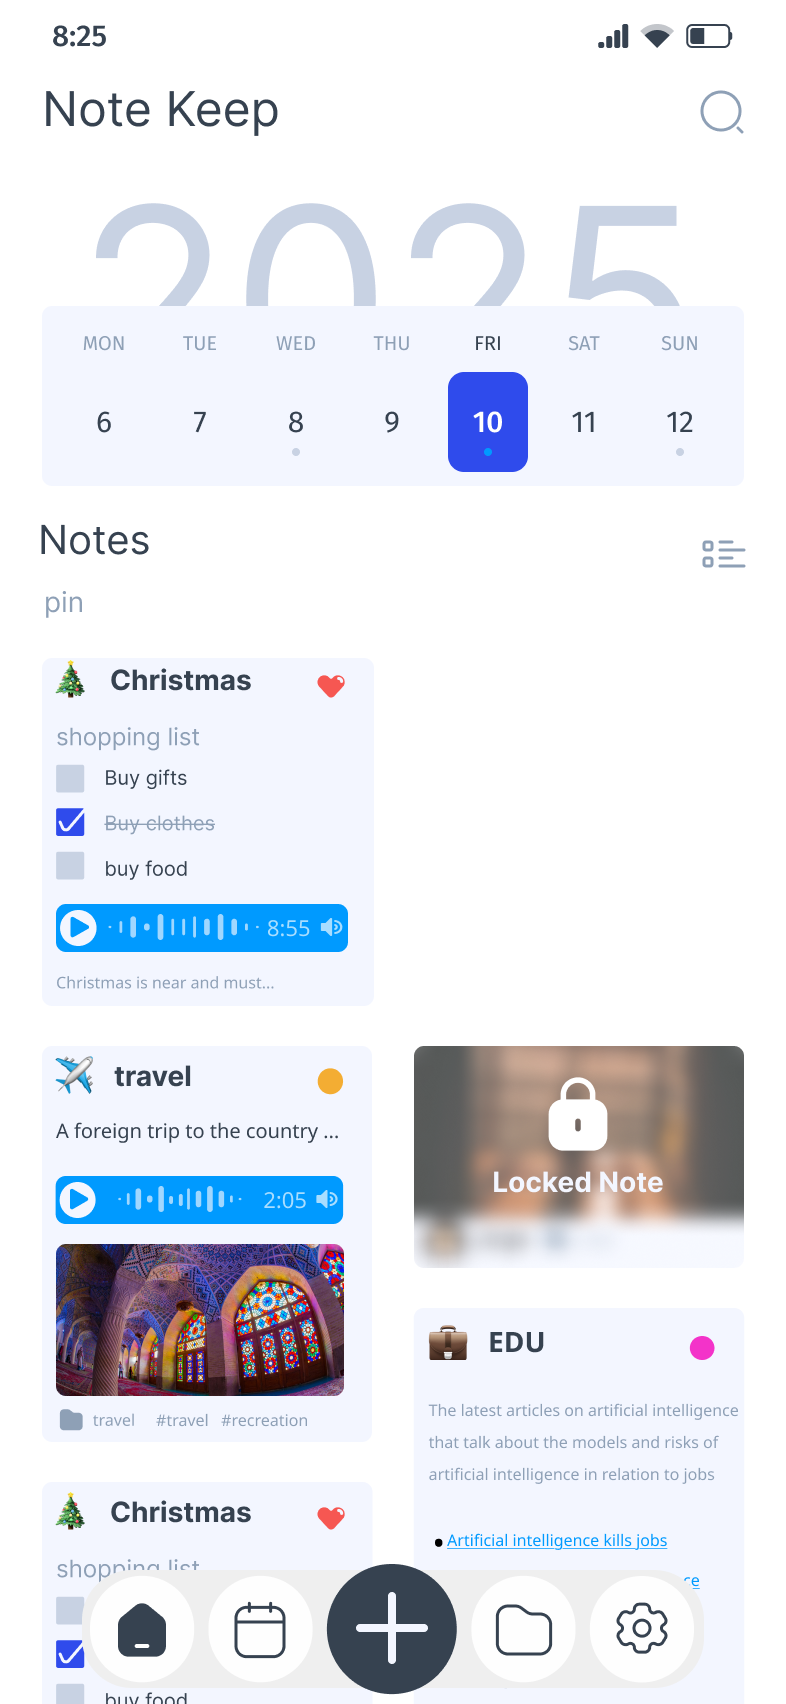 8:25
Note Keep
2025
MON TUE WED THU FRI SAT SUN
6 7 8 9 10 11 12
Notes
pin
Christmas
shopping list
Buy gifts
Buy clothes
buy food
8:55
Christmas is near and must...
travel
A foreign trip to the country ...
2:05
travel #travel #recreation
Locked Note
EDU
The latest articles on artificial intelligence
that talk about the models and risks of
artificial intelligence in relation to jobs
Artificial intelligence kills jobs
ce
Christmas
shopping list
buy food